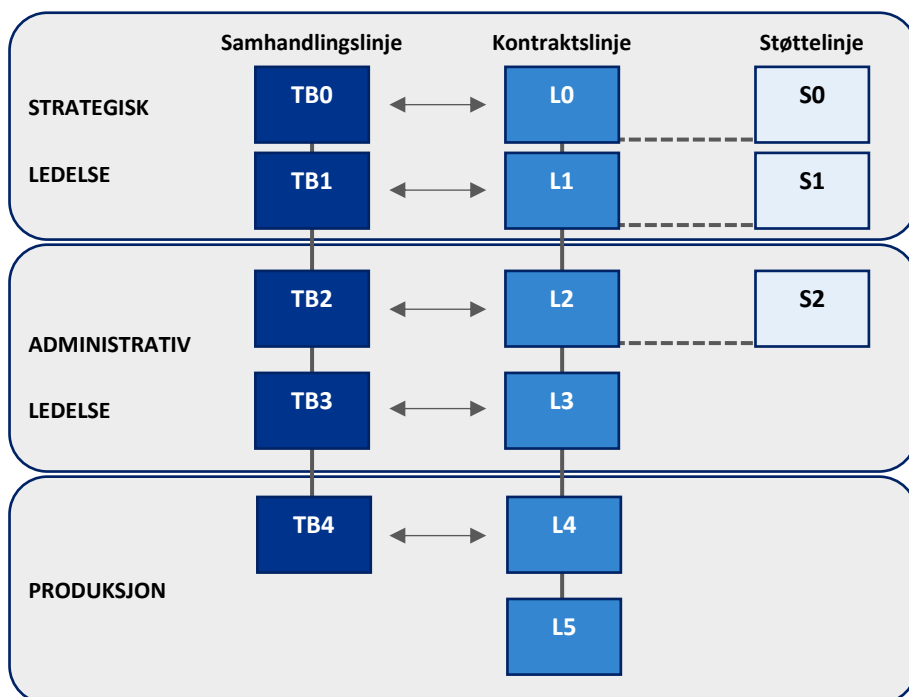 Samhandlingslinje Kontraktslinje Støttelinje
TB0 L0 S0
STRATEGISK
LEDELSE
TB1 L1 S1
TB2 L2 S2
ADMINISTRATIV
TB3 L3
LEDELSE
TB4 L4
PRODUKSJON
L5